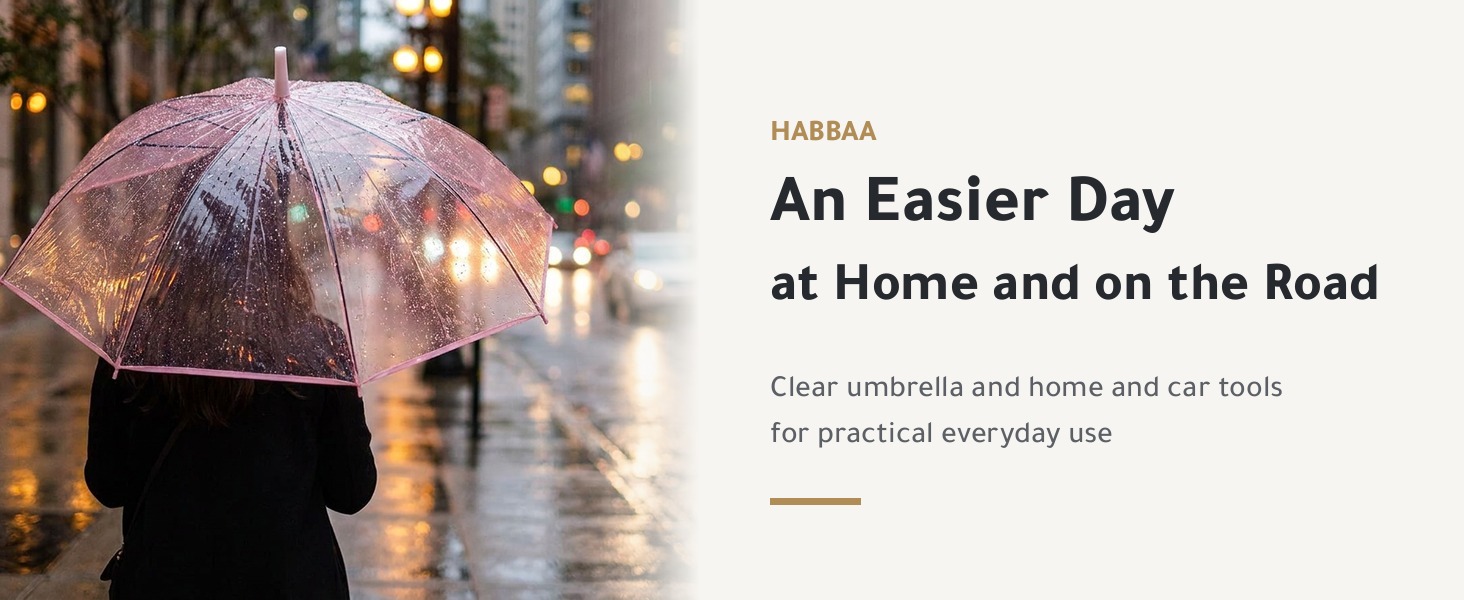 HABBAA
An Easier Day
at Home and on the Road
Clear umbrella and home and car tools
for practical everyday use